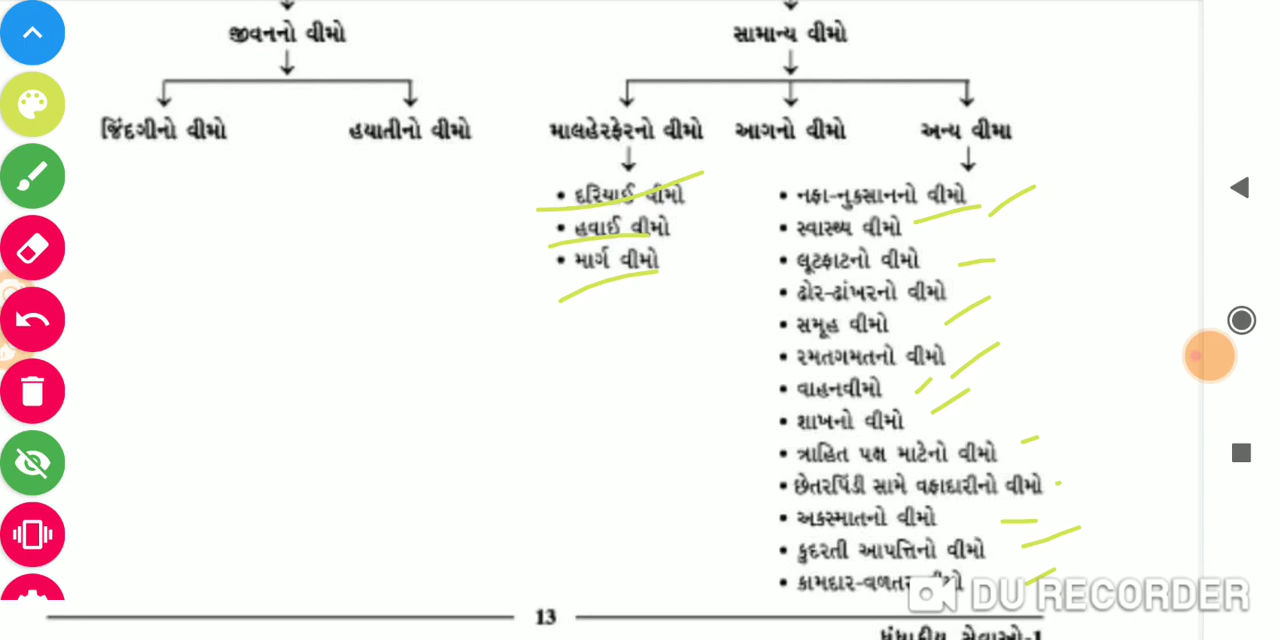 જીવનનો વીમો સામાન્ય વીમો
જિંદગીનો વીમો હયાતીનો વીમો માલહેરફેરનો વીમો આગનો વીમો અન્ય વીમા
• દરિયાઈ વીમો • નફા-નુકસાનનો વીમો
• હવાઈ વીમો • સ્વાસ્થ્ય વીમો
• માર્ગ વીમો • લૂટફાટનો વીમો
• ઢોર-ઢાંખરનો વીમો
• સમૂહ વીમો
• રમતગમતનો વીમો
• વાહનવીમો
• શાખનો વીમો
• ત્રાહિત પક્ષ માટેનો વીમો
• છેતરપિંડી સામે વફાદારીનો વીમો
• અકસ્માતનો વીમો
• કુદરતી આપત્તિનો વીમો
• કામદાર-વળતર વીમો
DU RECORDER
13
ધંધાકીય સેવાઓ-1